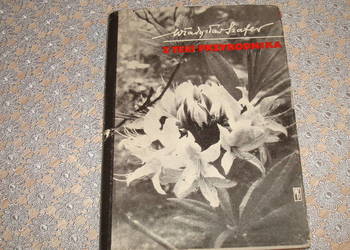 Władysław Szafer
Z TEKI PRZYRODNIKA